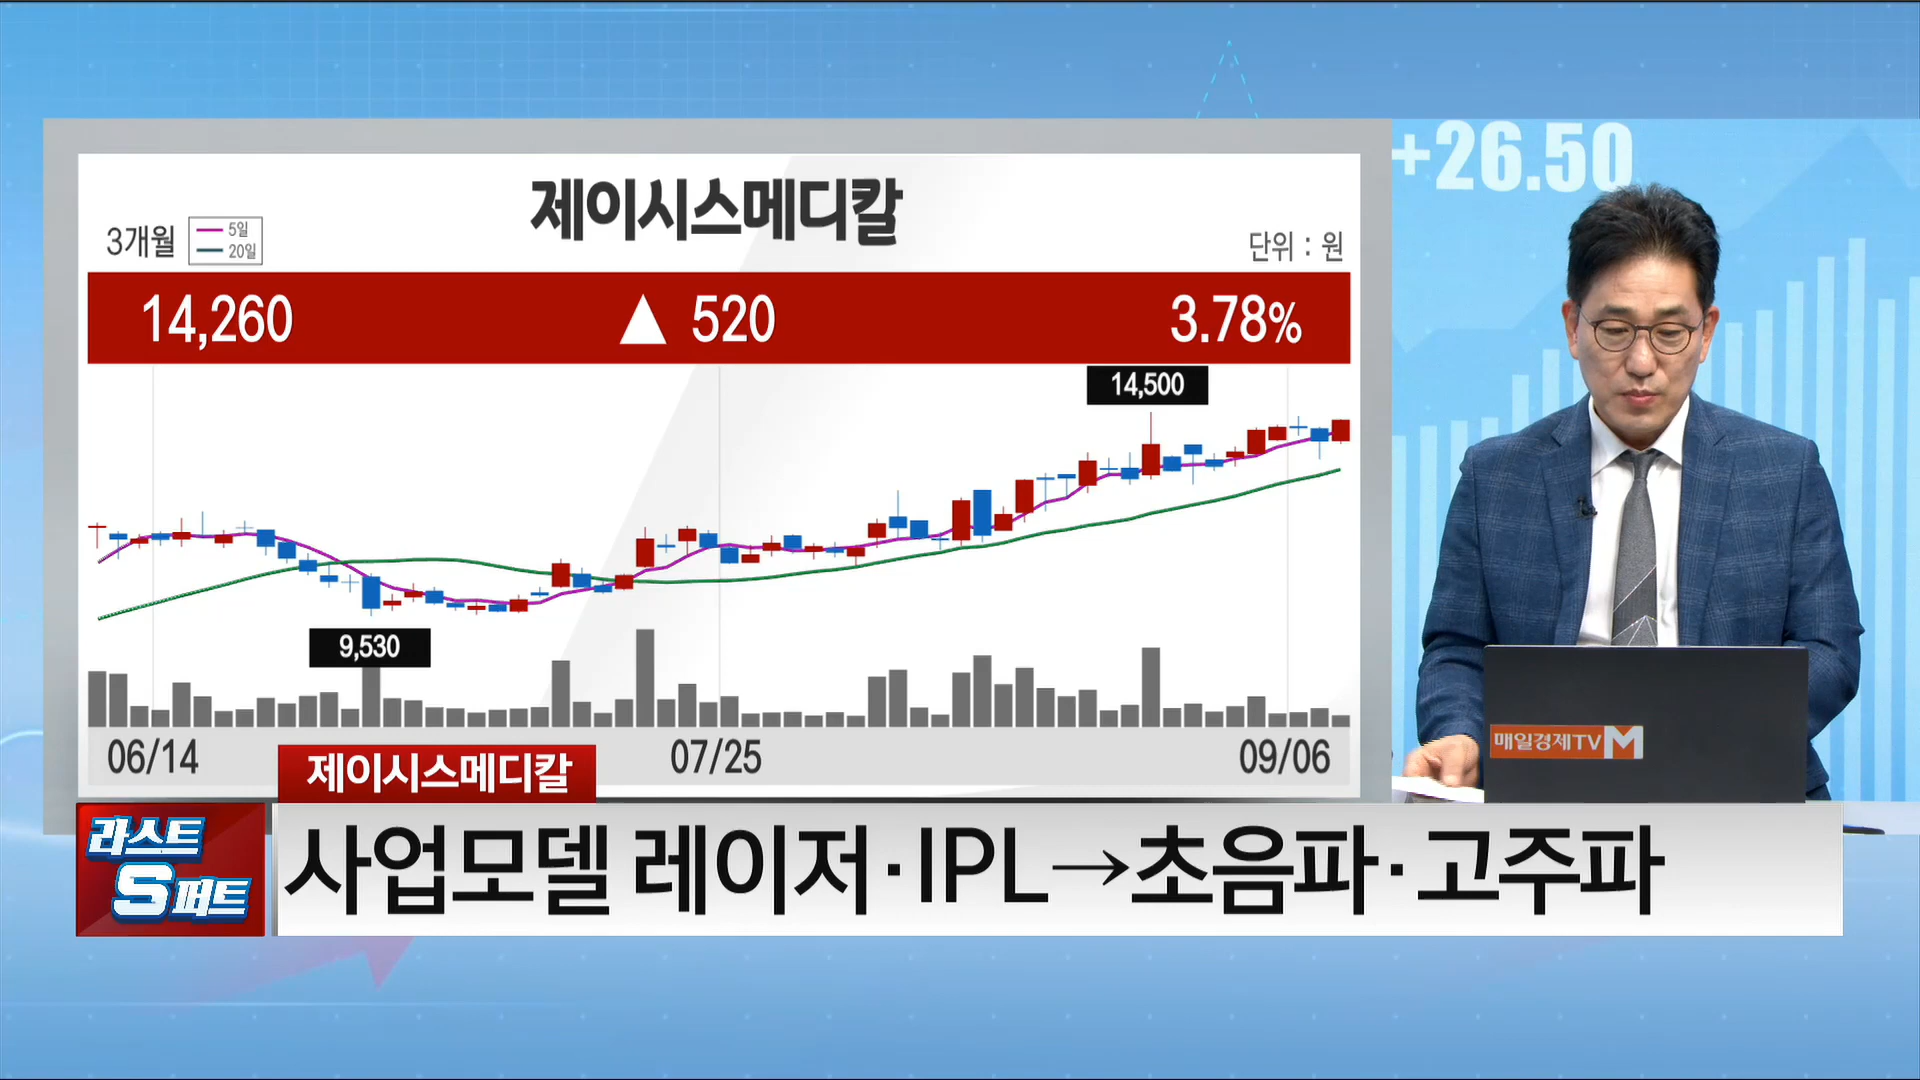 +26.50
제이시스메디칼
3개월
5일
20일
단위 : 원
14,260 ▲ 520 3.78%
14,500
9,530
06/14 07/25 09/06
제이시스메디칼
라스트
S퍼트
사업모델 레이저·IPL→초음파·고주파
매일경제TV M